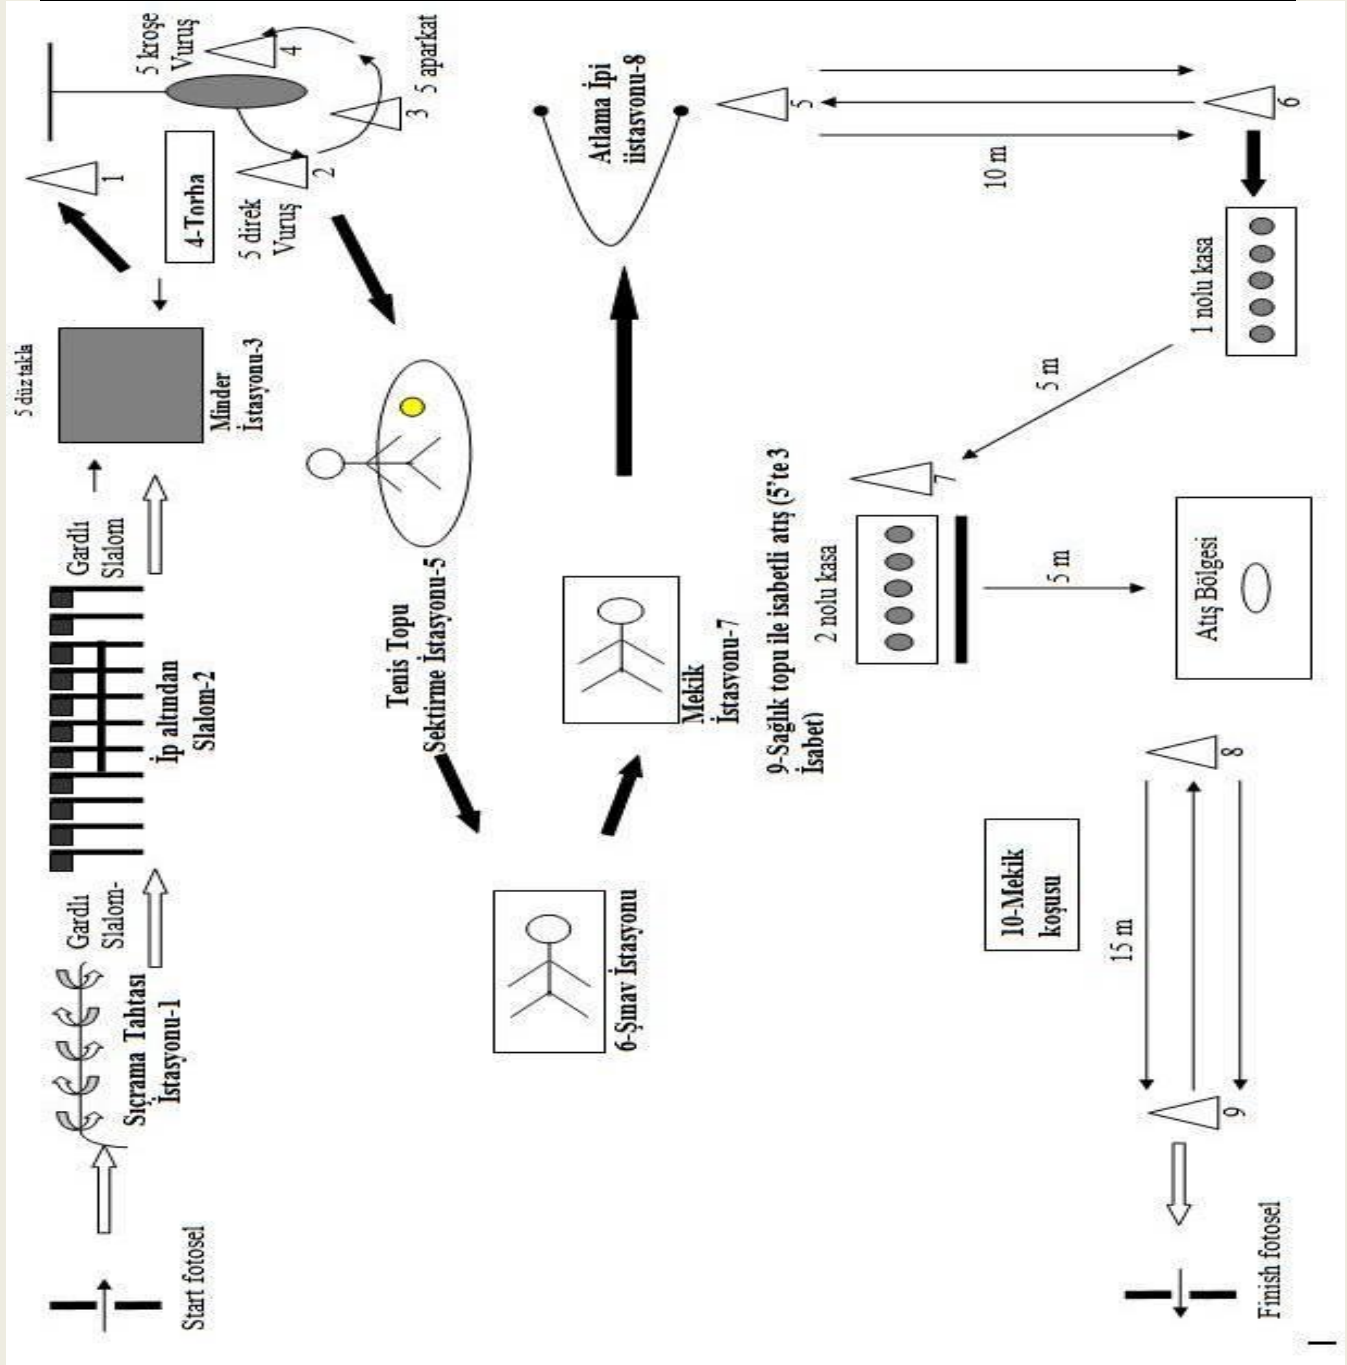 Start fotosel
Sıçrama Tahtası
İstasyonu-1
Gardlı
Slalom-
İp altından
Slalom-2
Gardlı
Slalom
5 düz takla
Minder
İstasyonu-3
1
4-Torba
5 kroşe
Vuruş
4
5 aparkat
3
2
5 direk
Vuruş
Tenis Topu
Sektirme İstasyonu-5
6-Şınav İstasyonu
Mekik
İstasyonu-7
Atlama İpi
iistasvonu-8
5
10 m
6
1 nolu kasa
5 m
7
9-Sağlık topu ile isabetli atış (5'te 3
İsabet)
2 nolu kasa
5 m
Atış Bölgesi
8
10-Mekik
koşusu
15 m
9
Finish fotosel